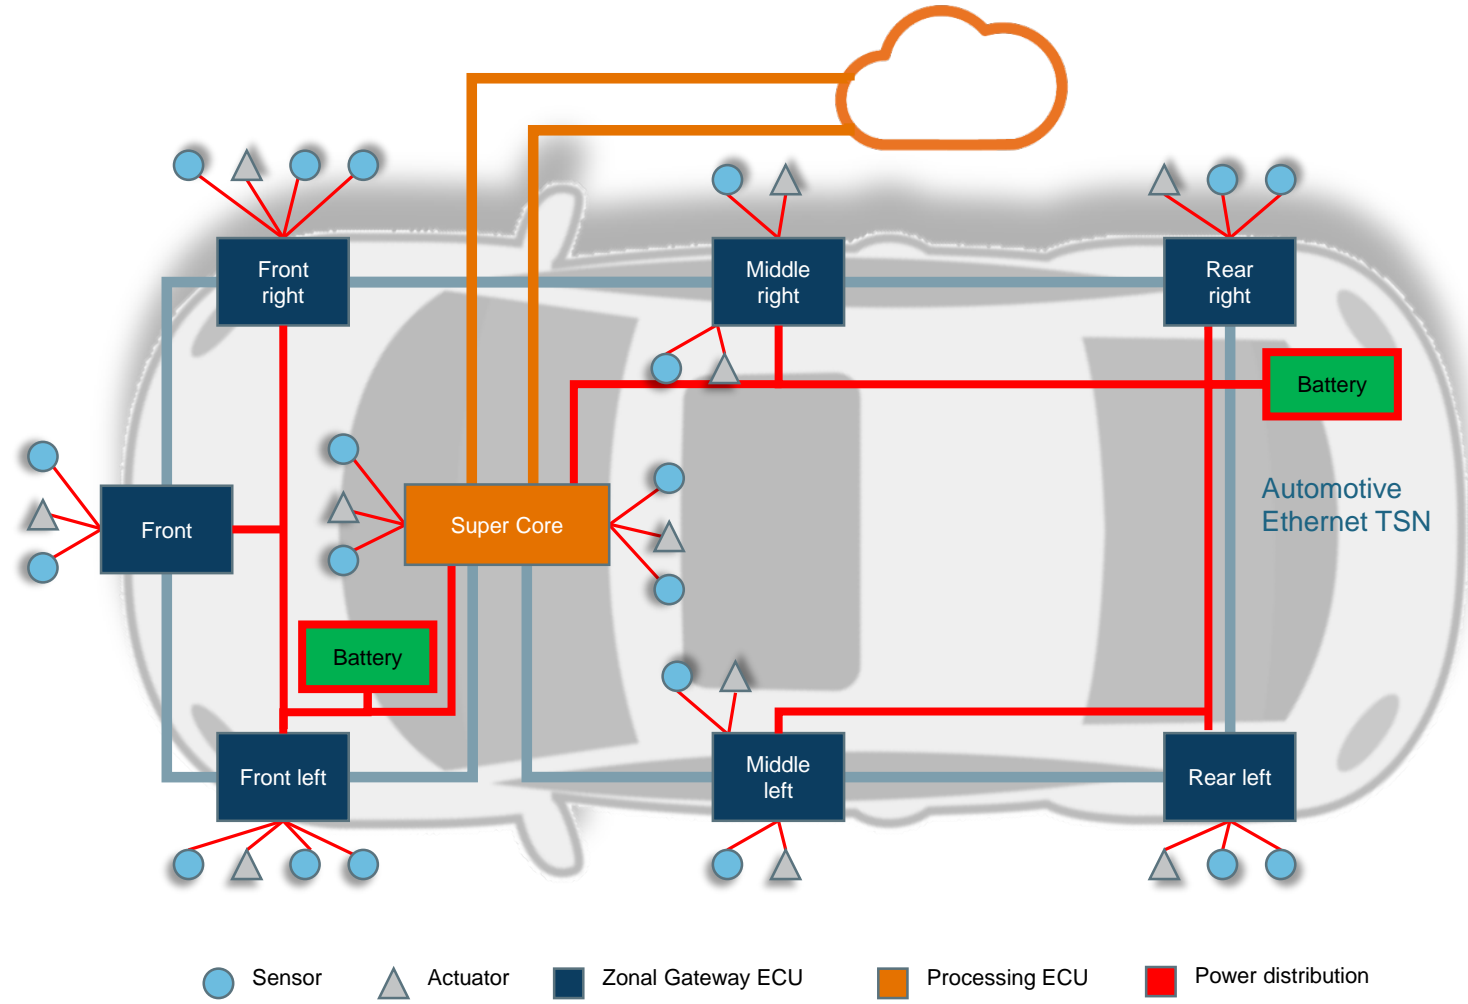 Front
right
Middle
right
Rear
right
Battery
Automotive
Ethernet TSN
Front
Super Core
Battery
Front left
Middle
left
Rear left
Sensor
Actuator
Zonal Gateway ECU
Processing ECU
Power distribution